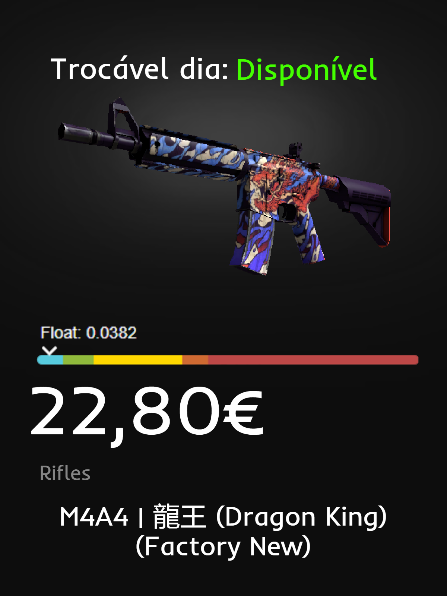 Trocável dia: Disponível
Float: 0.0382
22,80€
Rifles
M4A4 | 龍王 (Dragon King)
(Factory New)